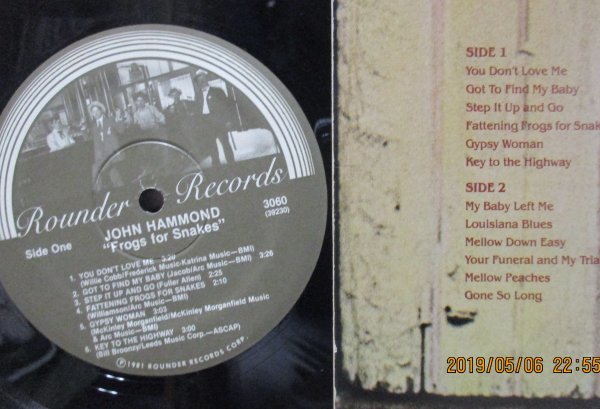 Rounder Records
JOHN HAMMOND
"Frogs for Snakes"
Side One
3060
(39230)
1. YOU DON'T LOVE ME 3:20
(Willie Cobb/Frederick Music-Katrina Music—BMI)
2. GOT TO FIND MY BABY (Jacob/Arc Music—BMI) 3:26
3. STEP IT UP AND GO (Fuller Allen) 2:25
4. FATTENING FROGS FOR SNAKES 2:10
(Williamson/Arc Music—BMI)
5. GYPSY WOMAN 3:03
(McKinley Morganfield/McKinley Morganfield Music
& Arc Music—BMI)
6. KEY TO THE HIGHWAY 3:00
(Bill Broonzy/Leeds Music Corp.—ASCAP)
℗ 1981 ROUNDER RECORDS CORP.
SIDE 1
You Don't Love Me
Got To Find My Baby
Step It Up and Go
Fattening Frogs for Snak
Gypsy Woman
Key to the Highway
SIDE 2
My Baby Left Me
Louisiana Blues
Mellow Down Easy
Your Funeral and My Tria
Mellow Peaches
Gone So Long
2019/05/06 22:55